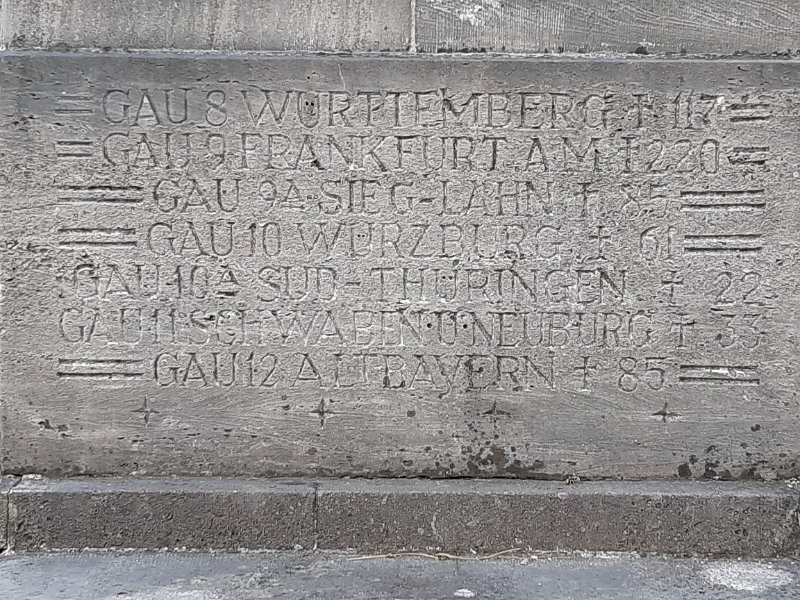 GAU 8 WÜRTTEMBERG † 117
GAU 9 FRANKFURT A M † 220
GAU 9A SIEG-LAHN † 85
GAU 10 WÜRZBURG † 61
GAU 10A SÜD-THÜRINGEN † 22
GAU 11 SCHWABEN U NEUBURG † 33
GAU 12 ALTBAYERN † 85